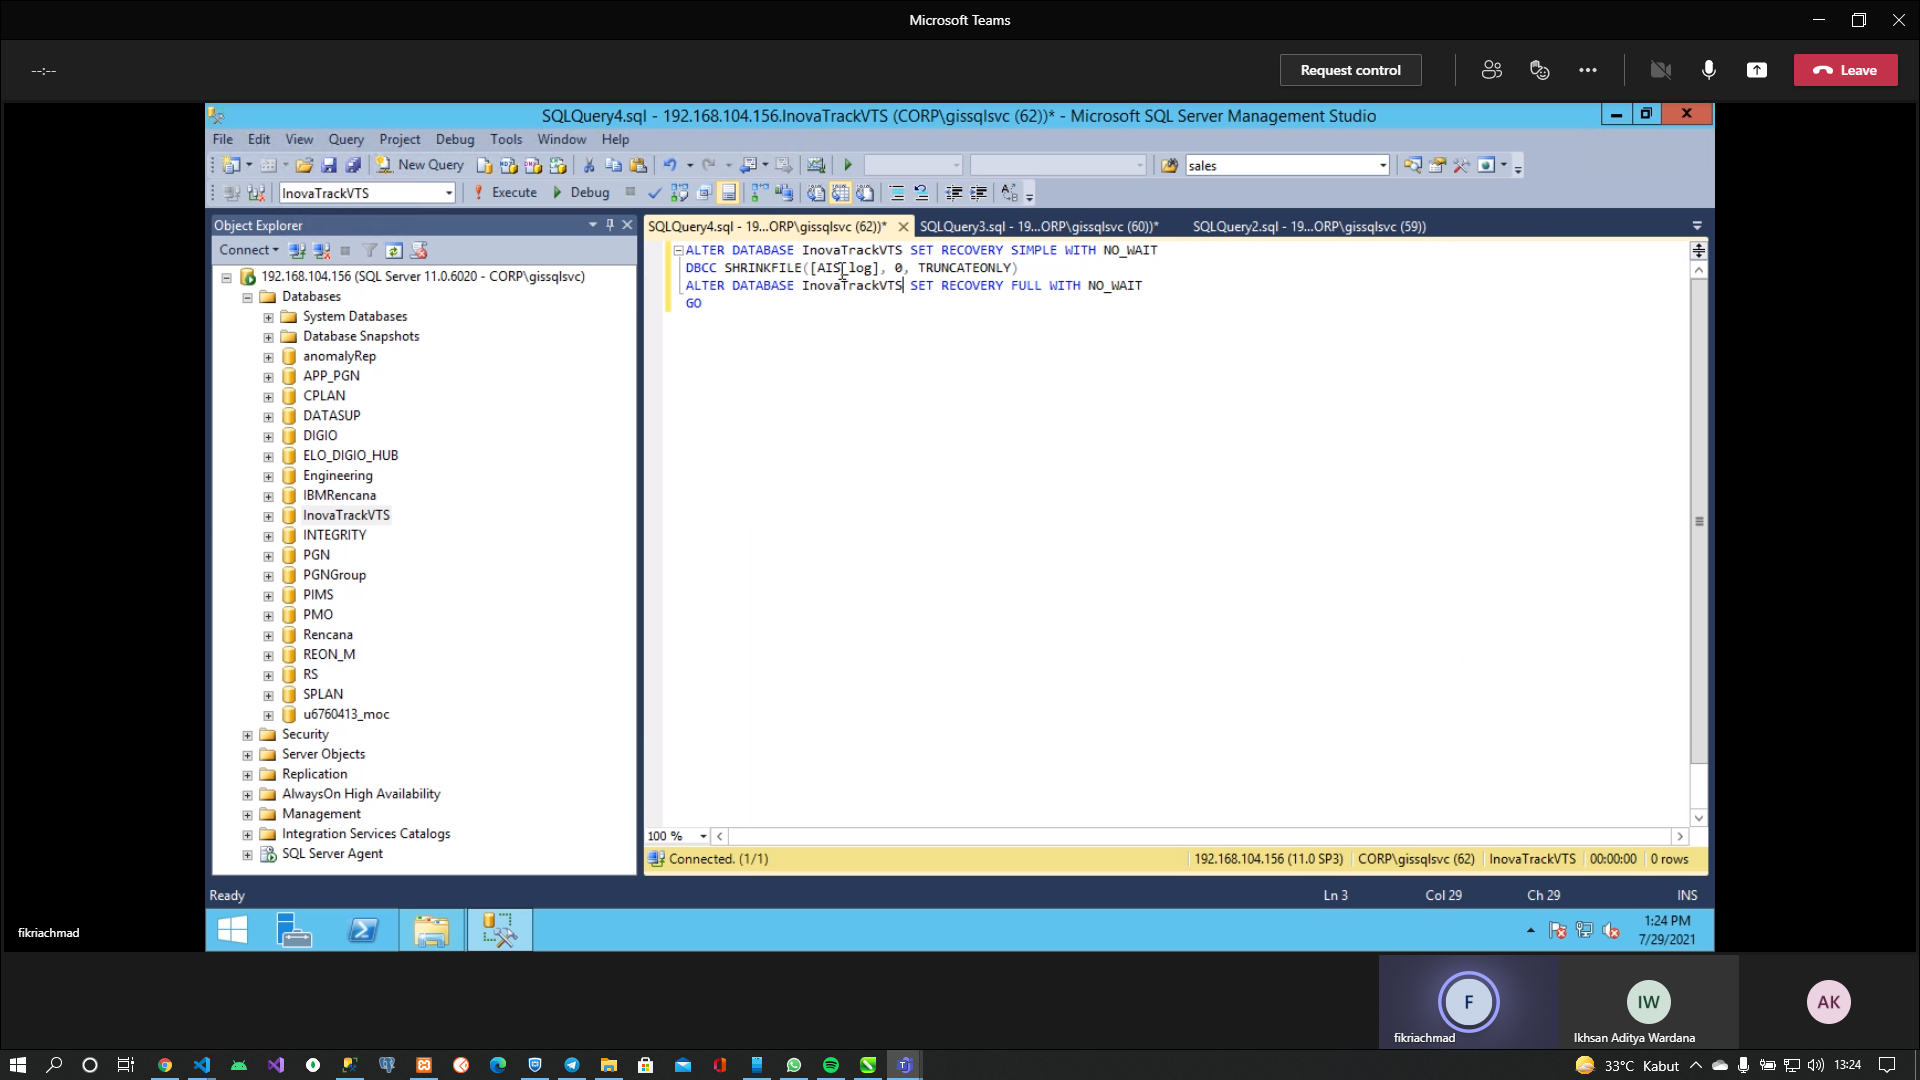 Microsoft Teams
--:--
Request control
Leave
SQLQuery4.sql - 192.168.104.156.InovaTrackVTS (CORP\gissqlsvc (62))* - Microsoft SQL Server Management Studio
File Edit View Query Project Debug Tools Window Help
New Query
sales
InovaTrackVTS
Execute
Debug
Object Explorer
SQLQuery4.sql - 19...ORP\gissqlsvc (62))*
SQLQuery3.sql - 19...ORP\gissqlsvc (60))*
SQLQuery2.sql - 19...ORP\gissqlsvc (59))
Connect
192.168.104.156 (SQL Server 11.0.6020 - CORP\gissqlsvc)
Databases
System Databases
Database Snapshots
anomalyRep
APP_PGN
CPLAN
DATASUP
DIGIO
ELO_DIGIO_HUB
Engineering
IBMRencana
InovaTrackVTS
INTEGRITY
PGN
PGNGroup
PIMS
PMO
Rencana
REON_M
RS
SPLAN
u6760413_moc
Security
Server Objects
Replication
AlwaysOn High Availability
Management
Integration Services Catalogs
SQL Server Agent
ALTER DATABASE InovaTrackVTS SET RECOVERY SIMPLE WITH NO_WAIT
DBCC SHRINKFILE([AIS_log], 0, TRUNCATEONLY)
ALTER DATABASE InovaTrackVTS SET RECOVERY FULL WITH NO_WAIT
GO
100 %
Connected. (1/1)
192.168.104.156 (11.0 SP3)
CORP\gissqlsvc (62)
InovaTrackVTS
00:00:00
0 rows
Ready
Ln 3
Col 29
Ch 29
INS
1:24 PM
7/29/2021
fikriachmad
F
fikriachmad
IW
Ikhsan Aditya Wardana
AK
33°C Kabut
13:24